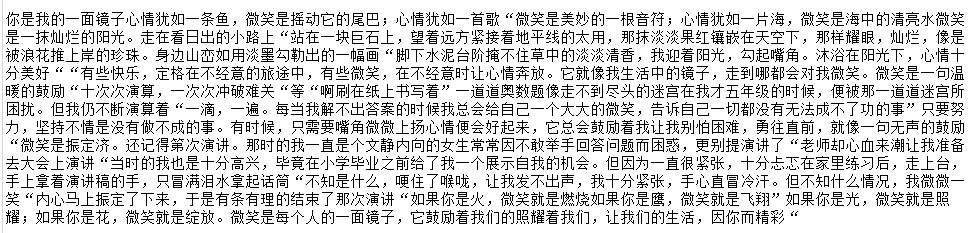 你是我的一面镜子心情犹如一条鱼，微笑是摇动它的尾巴；心情犹如一首歌“微笑是美妙的一根音符；心情犹如一片海，微笑是海中的清亮水微笑
是一抹灿烂的阳光。走在看日出的小路上“站在一块巨石上，望着远方紧接着地平线的太用，那抹淡淡果红镶嵌在天空下，那样耀眼，灿烂，像是
被浪花推上岸的珍珠。身边山峦如用淡墨勾勒出的一幅画“脚下水泥台阶掩不住草中的淡淡清香，我迎着阳光，勾起嘴角。沐浴在阳光下，心情十
分美好““有些快乐，定格在不经意的旅途中，有些微笑，在不经意时让心情奔放。它就像我生活中的镜子，走到哪都会对我微笑。微笑是一句温
暖的鼓励“十次次演算，一次次冲破难关“等“啊刷在纸上书写着”一道道奥数题像走不到尽头的迷宫在我才五年级的时候，便被那一道道迷宫所
困扰。但我仍不断演算着“一滴，一遍。每当我解不出答案的时候我总会给自己一个大大的微笑，告诉自己一切都没有无法成不了功的事”只要努
力，坚持不情是没有做不成的事。有时候，只需要嘴角微微上扬心情便会好起来，它总会鼓励着我让我别怕困难，勇往直前，就像一句无声的鼓励
“微笑是振定济。还记得第次演讲。那时的我一直是个文静内向的女生常常因不敢举手回答问题而困惑，更别提演讲了“老师却心血来潮让我准备
去大会上演讲“当时的我也是十分高兴，毕竟在小学毕业之前给了我一个展示自我的机会。但因为一直很紧张，十分忐忑在家里练习后，走上台，
手上拿着演讲稿的手，只冒满泪水拿起话筒“不知是什么，哽住了喉咙，让我发不出声，我十分紧张，手心直冒冷汗。但不知什么情况，我微微一
笑“内心马上振定了下来，于是有条有理的结束了那次演讲“如果你是火，微笑就是燃烧如果你是鹰，微笑就是飞翔”如果你是光，微笑就是照
耀；如果你是花，微笑就是绽放。微笑是每个人的一面镜子，它鼓励着我们的照耀着我们，让我们的生活，因你而精彩“